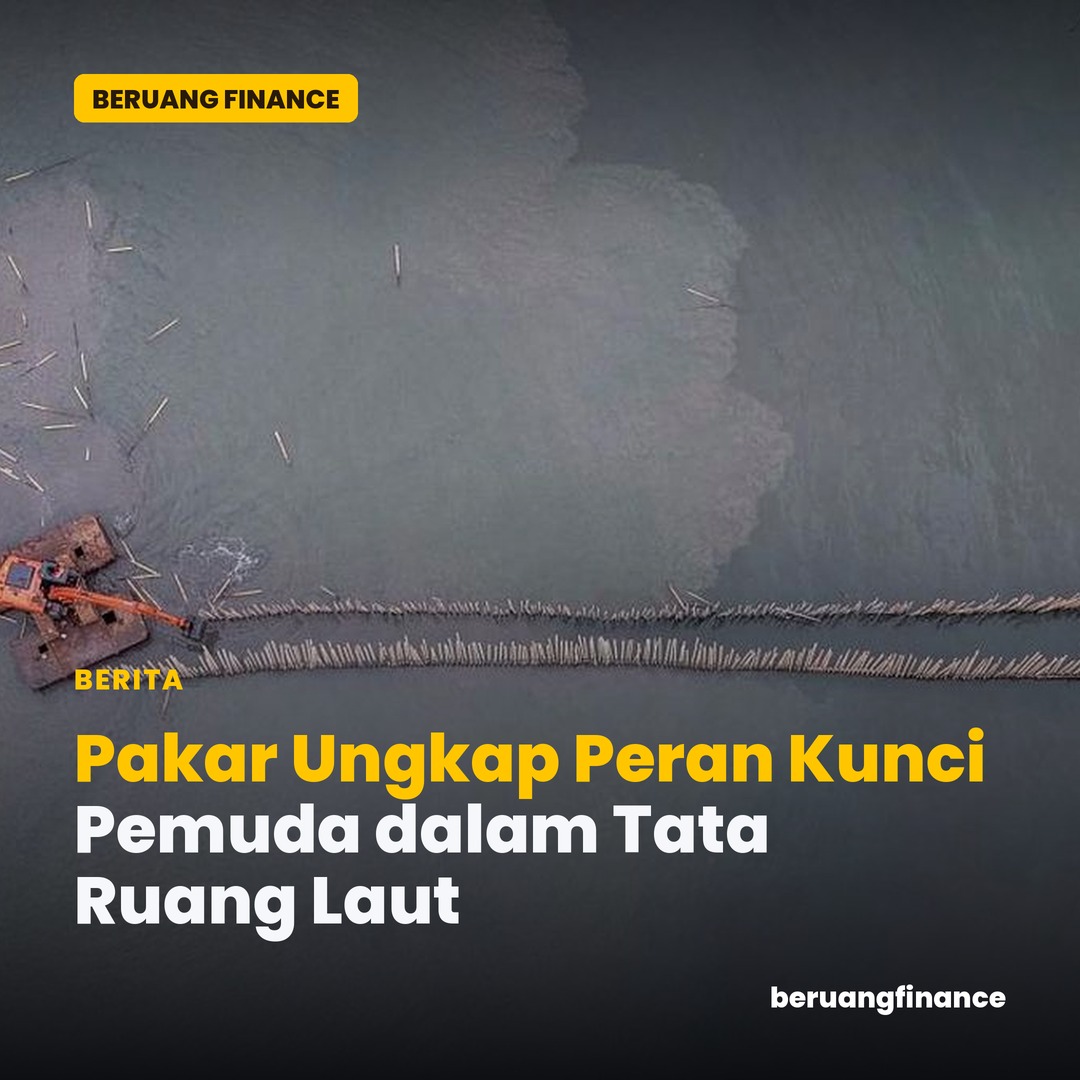 BERUANG FINANCE
BERITA
Pakar Ungkap Peran Kunci
Pemuda dalam Tata
Ruang Laut
beruangfinance